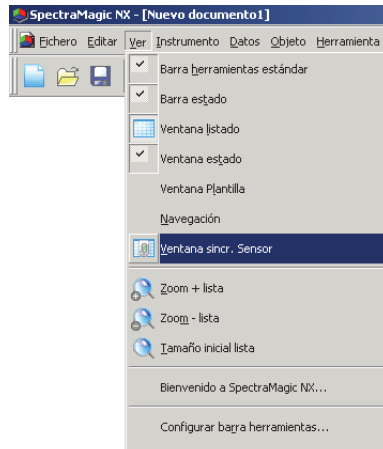 SpectraMagic NX - [Nuevo documento1]
Fichero Editar Ver Instrumento Datos Objeto Herramienta
Barra herramientas estándar
Barra estado
Ventana listado
Ventana estado
Ventana Plantilla
Navegación
Ventana sincr. Sensor
Zoom + lista
Zoom - lista
Tamaño inicial lista
Bienvenido a SpectraMagic NX...
Configurar barra herramientas...